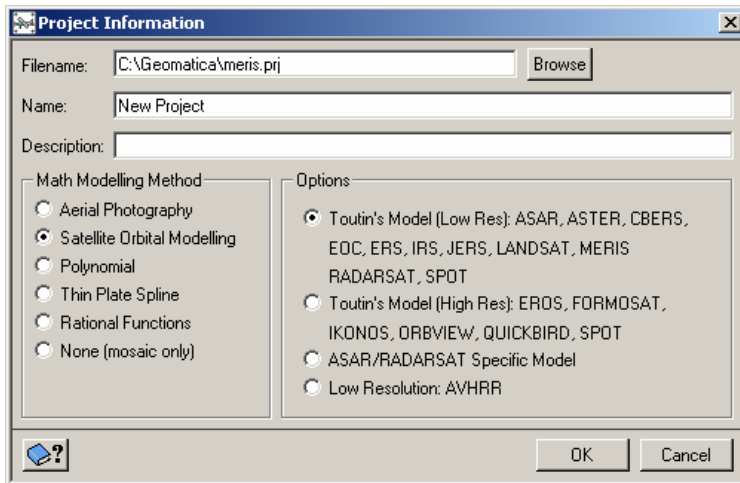 Project Information
Filename: C:\Geomatica\meris.prj Browse
Name: New Project
Description:
Math Modelling Method
Aerial Photography
Satellite Orbital Modelling
Polynomial
Thin Plate Spline
Rational Functions
None (mosaic only)
Options
Toutin's Model (Low Res): ASAR, ASTER, CBERS,
EOC, ERS, IRS, JERS, LANDSAT, MERIS
RADARSAT, SPOT
Toutin's Model (High Res): EROS, FORMOSAT,
IKONOS, ORBVIEW, QUICKBIRD, SPOT
ASAR/RADARSAT Specific Model
Low Resolution: AVHRR
?
OK Cancel